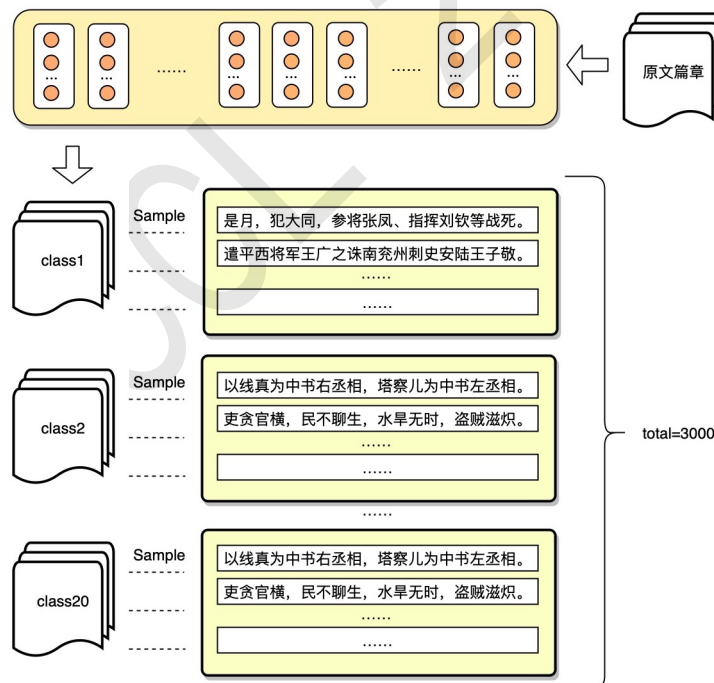 ...
...
......
...
...
...
......
...
...
原文篇章
Sample
class1
是月，犯大同，参将张凤、指挥刘钦等战死。
遣平西将军王广之诛南兖州刺史安陆王子敬。
......
......
Sample
class2
以线真为中书右丞相，塔察儿为中书左丞相。
吏贪官横，民不聊生，水旱无时，盗贼滋炽。
......
......
total=3000
......
Sample
class20
以线真为中书右丞相，塔察儿为中书左丞相。
吏贪官横，民不聊生，水旱无时，盗贼滋炽。
......
......
CCL 2